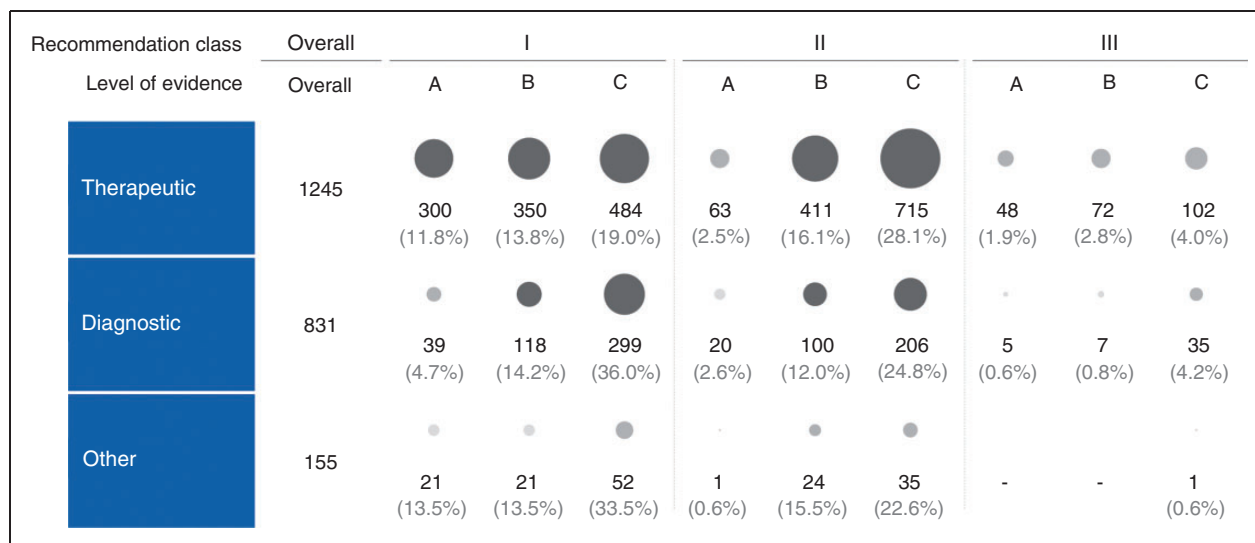 Recommendation class Overall I II III
Level of evidence Overall A B C A B C A B C
Therapeutic 1245
300 350 484 63 411 715 48 72 102
(11.8%) (13.8%) (19.0%) (2.5%) (16.1%) (28.1%) (1.9%) (2.8%) (4.0%)
Diagnostic 831
39 118 299 20 100 206 5 7 35
(4.7%) (14.2%) (36.0%) (2.6%) (12.0%) (24.8%) (0.6%) (0.8%) (4.2%)
Other 155
21 21 52 1 24 35 - - 1
(13.5%) (13.5%) (33.5%) (0.6%) (15.5%) (22.6%) (0.6%)